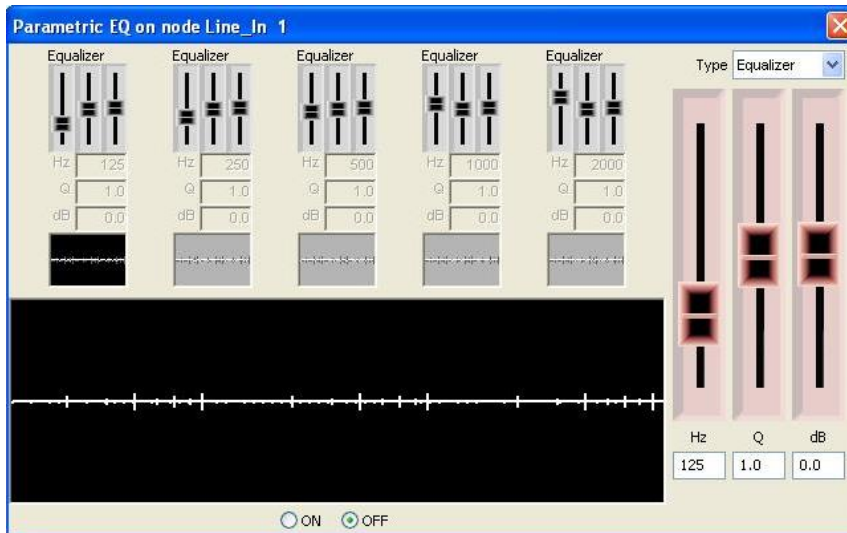 Parametric EQ on node Line_In 1
Equalizer Equalizer Equalizer Equalizer Equalizer
Type Equalizer
Hz 125 Hz 250 Hz 500 Hz 1000 Hz 2000
Q 1.0 Q 1.0 Q 1.0 Q 1.0 Q 1.0
dB 0.0 dB 0.0 dB 0.0 dB 0.0 dB 0.0
Hz Q dB
125 1.0 0.0
ON OFF